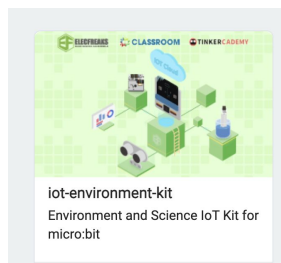 ELECFREAKS CLASSROOM TINKERCADEMY
IOT Cloud
iot-environment-kit
Environment and Science IoT Kit for
micro:bit